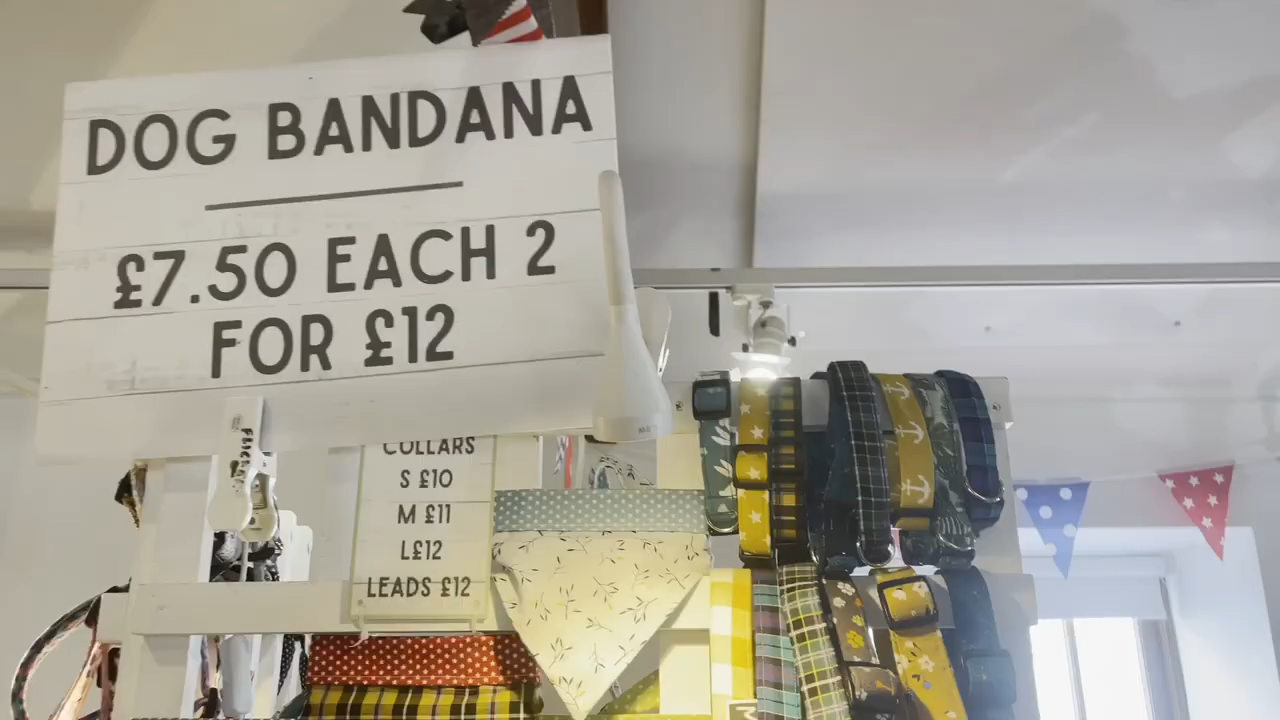 DOG BANDANA
£7.50 EACH 2
FOR £12
COLLARS
S £10
M £11
L£12
LEADS £12